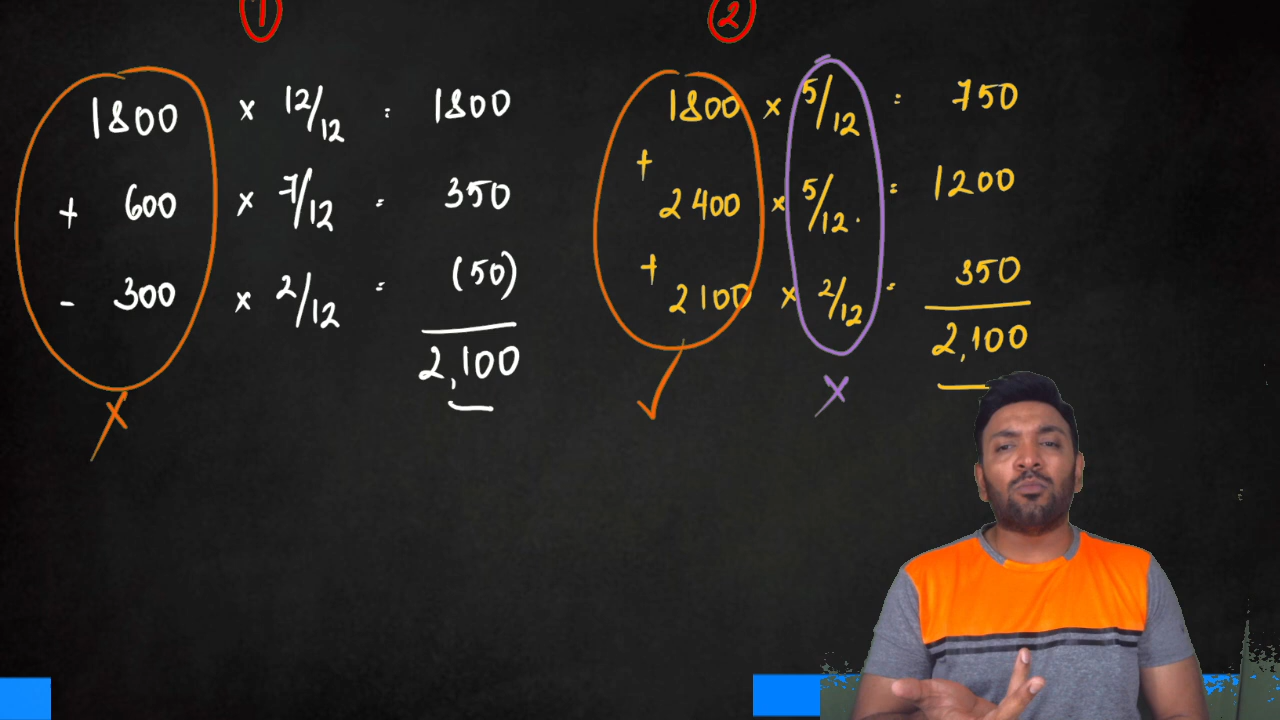 1 2
1800 × 12/12 : 1800
+ 600 × 7/12 = 350
- 300 × 2/12 = (50)
2,100
x
1800 × 5/12 = 750
+
2400 × 5/12. = 1200
+
2100 × 2/12 = 350
2,100
✓ x